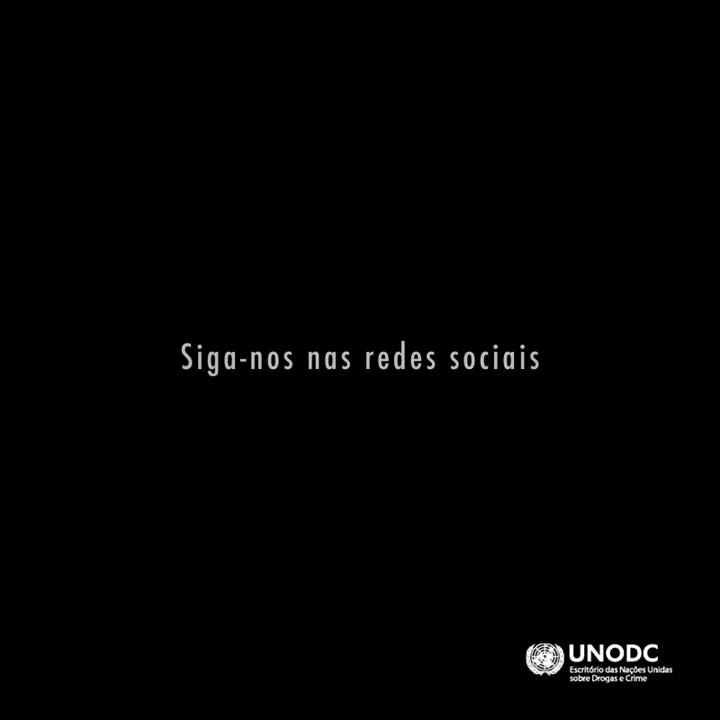 Siga-nos nas redes sociais
UNODC
Escritório das Nações Unidas
sobre Drogas e Crime